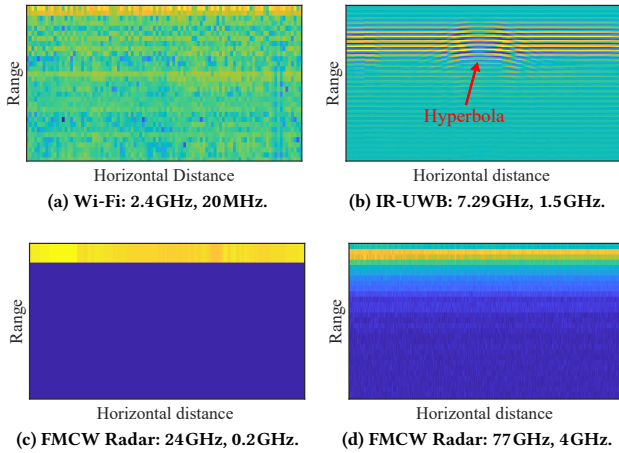 Range
Horizontal Distance
(a) Wi-Fi: 2.4GHz, 20MHz.
Range
Hyperbola
Horizontal distance
(b) IR-UWB: 7.29GHz, 1.5GHz.
Range
Horizontal distance
(c) FMCW Radar: 24GHz, 0.2GHz.
Range
Horizontal distance
(d) FMCW Radar: 77GHz, 4GHz.